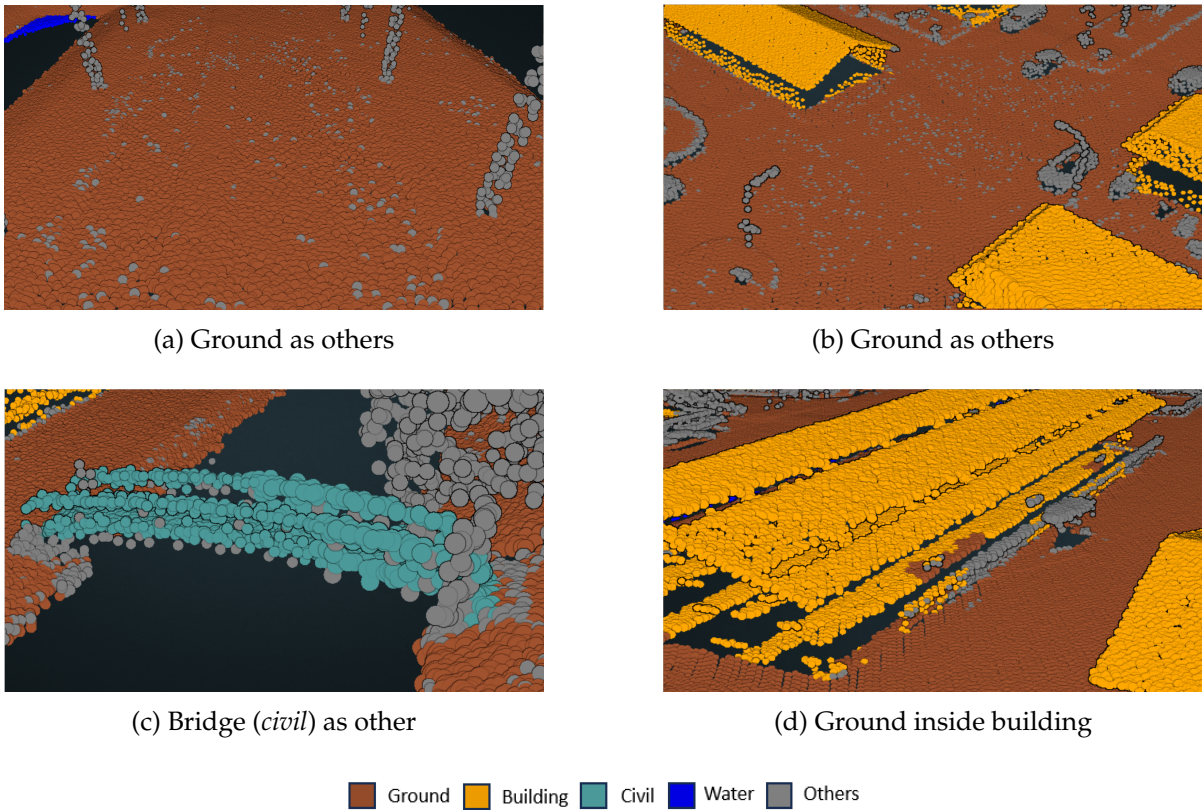 (a) Ground as others
(b) Ground as others
(c) Bridge (civil) as other
(d) Ground inside building
Ground Building Civil Water Others